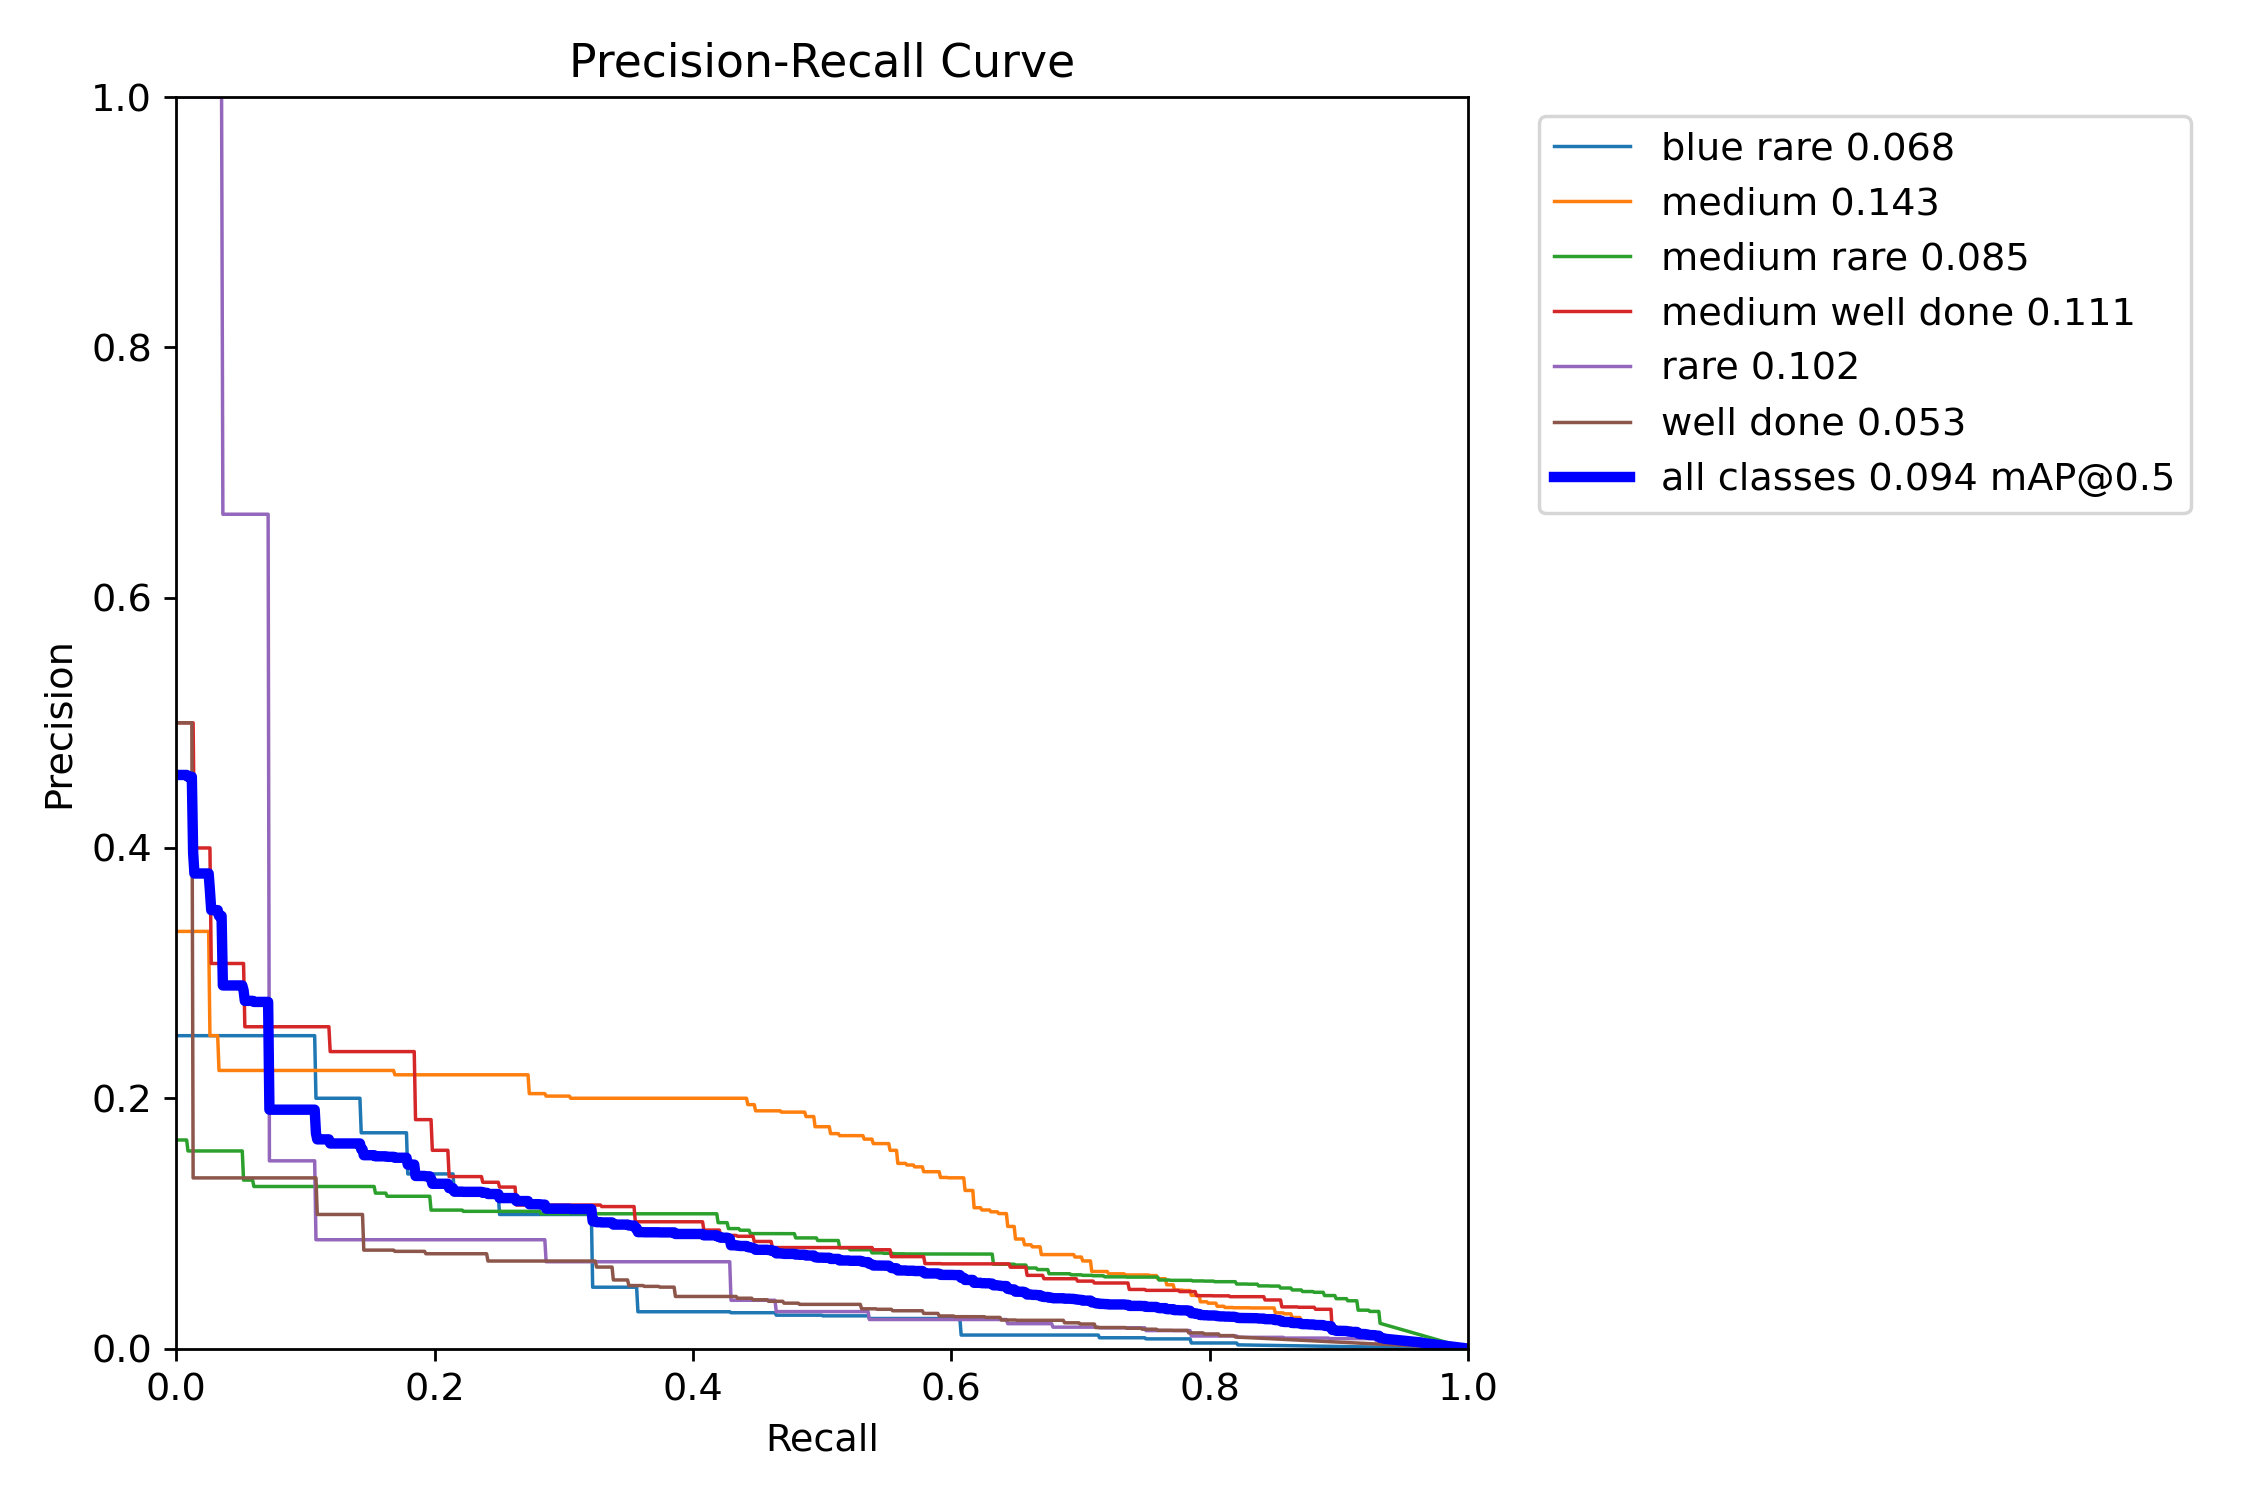 Precision-Recall Curve
1.0
0.8
0.6
0.4
0.2
0.0
Precision
0.0 0.2 0.4 0.6 0.8 1.0
Recall
blue rare 0.068
medium 0.143
medium rare 0.085
medium well done 0.111
rare 0.102
well done 0.053
all classes 0.094 mAP@0.5